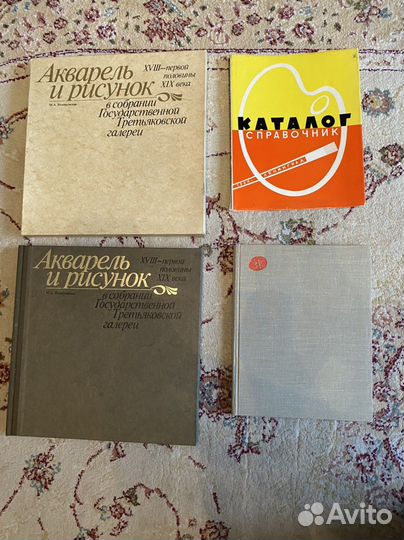 Акварель
и рисунок
XVIII–первой
половины
XIX века
в собрании
Государственной
Третьяковской
галереи
КАТАЛОГ
СПРАВОЧНИК
Акварель
и рисунок
XVIII–первой
половины
XIX века
в собрании
Государственной
Третьяковской
галереи
Avito